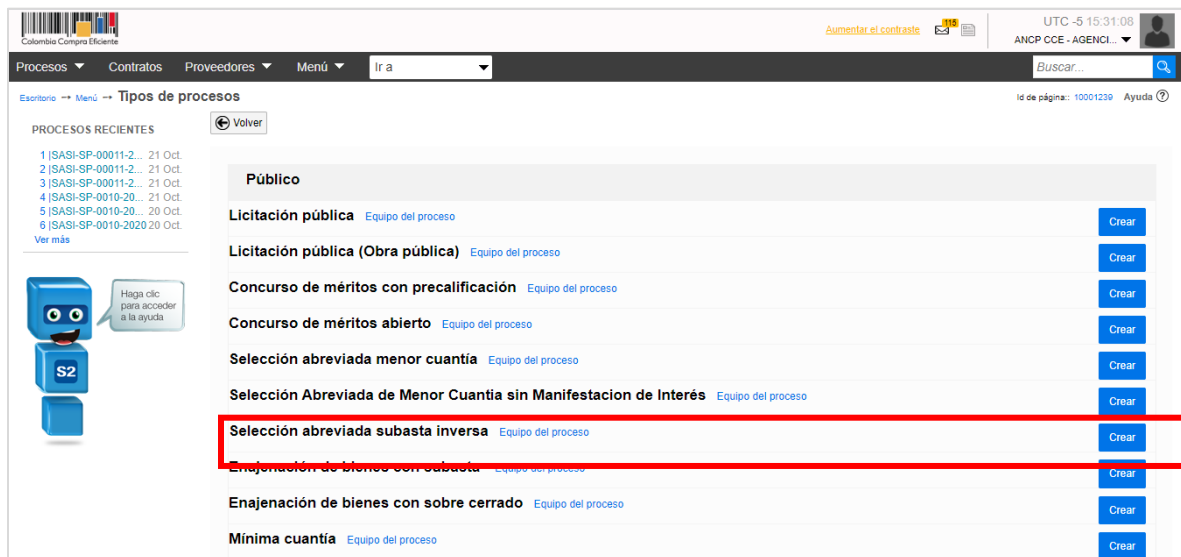 Colombia Compra Eficiente
Aumentar el contraste 115 UTC -5 15:31:08
ANCP CCE - AGENCI...
Procesos Contratos Proveedores Menú Ir a Buscar...
Escritorio → Menú → Tipos de procesos Id de página:: 10001239 Ayuda ?
PROCESOS RECIENTES Volver
1 |SASI-SP-00011-2... 21 Oct.
2 |SASI-SP-00011-2... 21 Oct.
3 |SASI-SP-00011-2... 21 Oct.
4 |SASI-SP-0010-20... 21 Oct.
5 |SASI-SP-0010-20... 20 Oct.
6 |SASI-SP-0010-2020 20 Oct.
Ver más
Haga clic
para acceder
a la ayuda
S2
Público
Licitación pública Equipo del proceso Crear
Licitación pública (Obra pública) Equipo del proceso Crear
Concurso de méritos con precalificación Equipo del proceso Crear
Concurso de méritos abierto Equipo del proceso Crear
Selección abreviada menor cuantía Equipo del proceso Crear
Selección Abreviada de Menor Cuantia sin Manifestacion de Interés Equipo del proceso Crear
Selección abreviada subasta inversa Equipo del proceso Crear
Enajenación de bienes con subasta Equipo del proceso Crear
Enajenación de bienes con sobre cerrado Equipo del proceso Crear
Mínima cuantía Equipo del proceso Crear